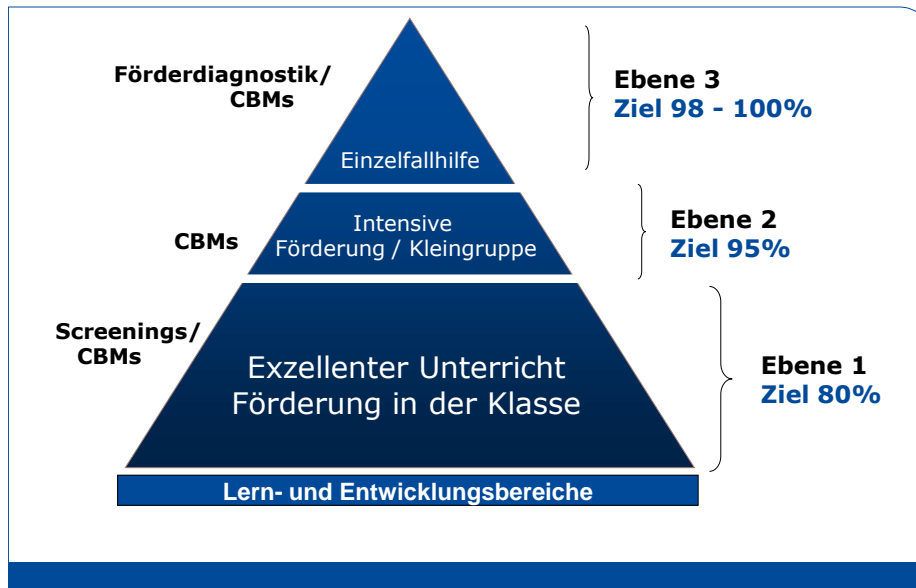 Förderdiagnostik/
CBMs
Einzelfallhilfe
Ebene 3
Ziel 98 - 100%
CBMs
Intensive
Förderung / Kleingruppe
Ebene 2
Ziel 95%
Screenings/
CBMs
Exzellenter Unterricht
Förderung in der Klasse
Ebene 1
Ziel 80%
Lern- und Entwicklungsbereiche